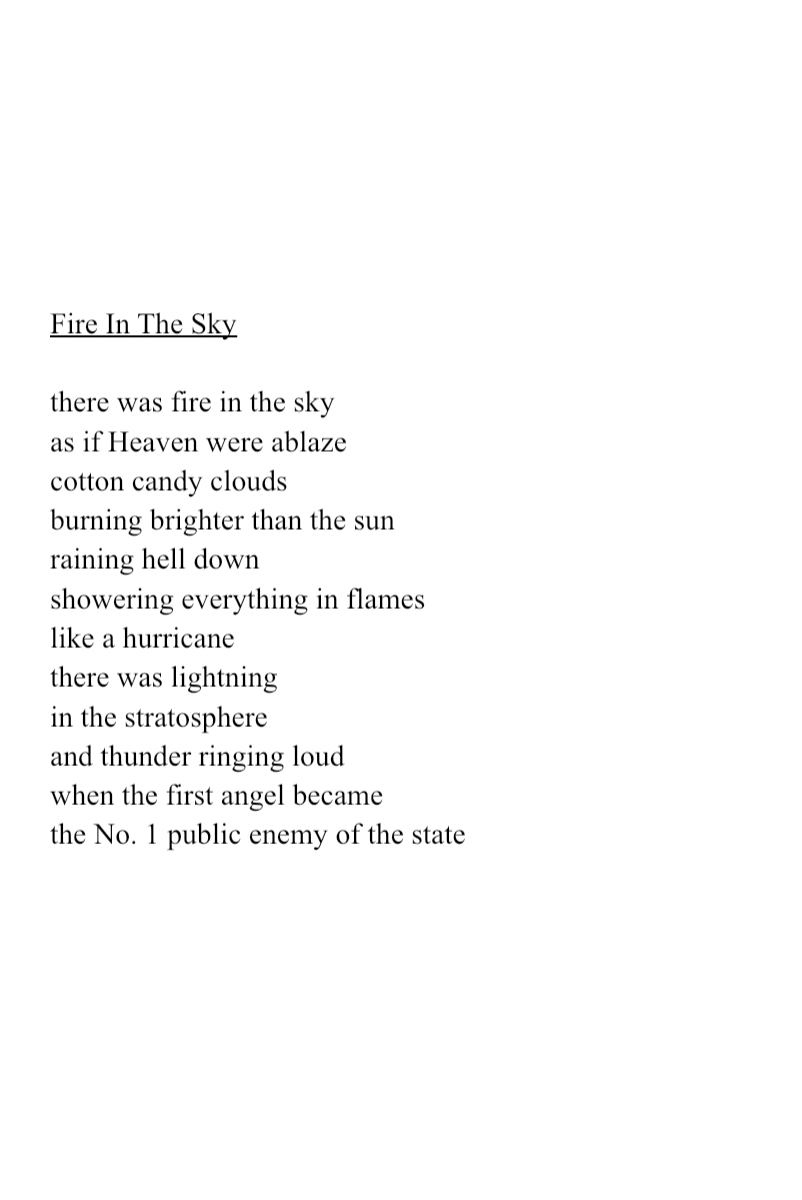 Fire In The Sky
there was fire in the sky
as if Heaven were ablaze
cotton candy clouds
burning brighter than the sun
raining hell down
showering everything in flames
like a hurricane
there was lightning
in the stratosphere
and thunder ringing loud
when the first angel became
the No. 1 public enemy of the state